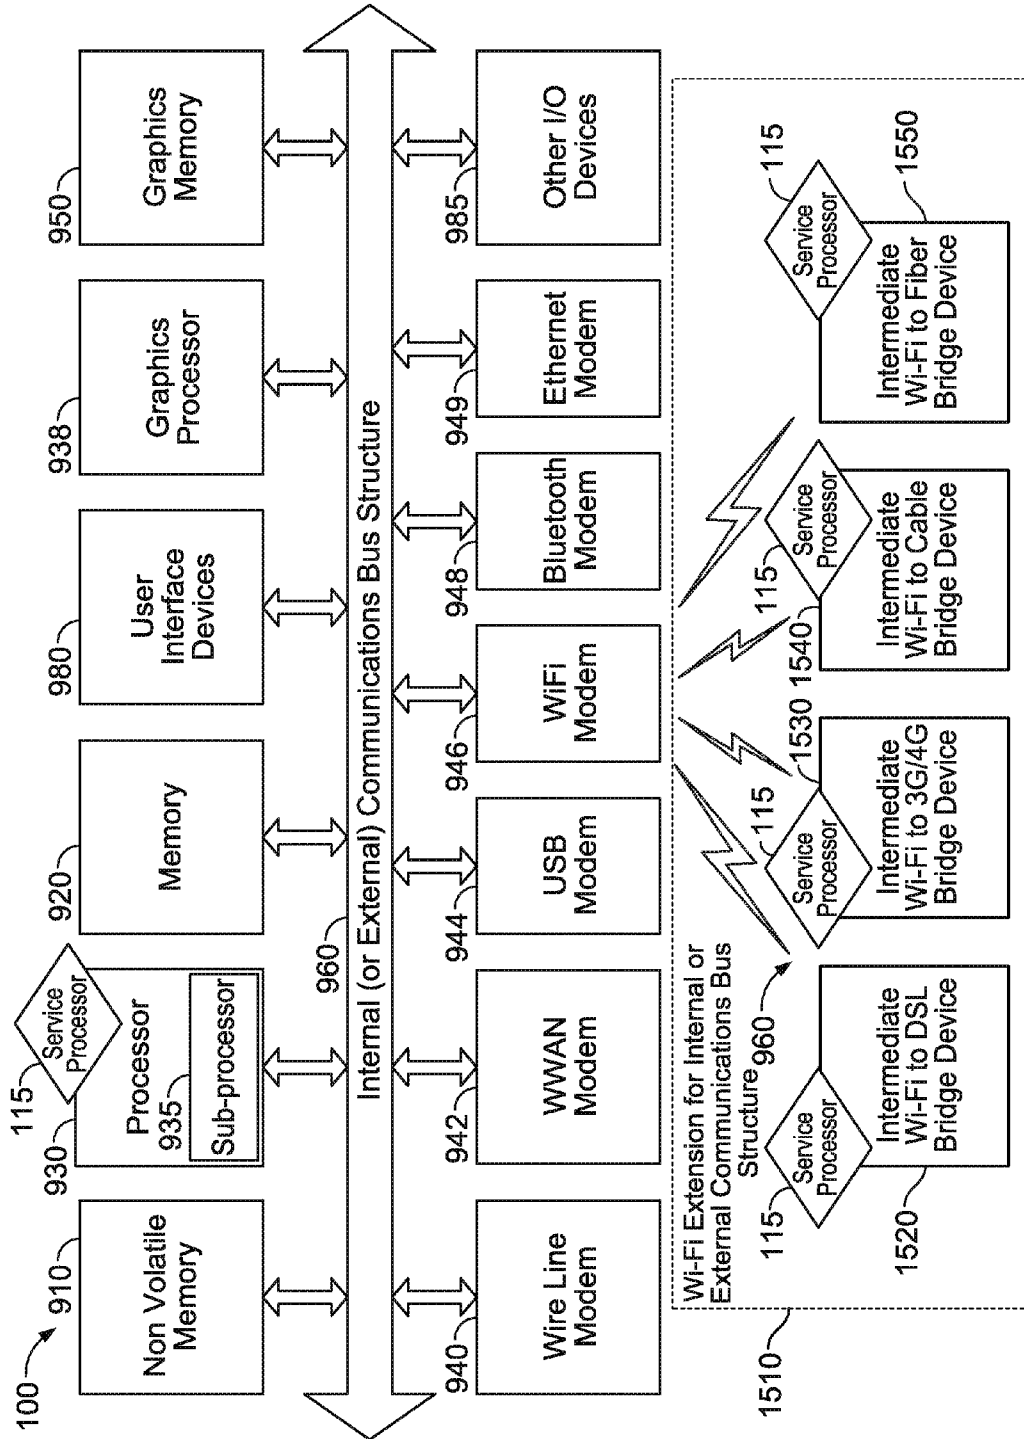 100
910
Non Volatile
Memory
930
115
Service
Processor
Processor
935
Sub-processor
920
Memory
980
User
Interface
Devices
938
Graphics
Processor
950
Graphics
Memory
960
Internal (or External) Communications Bus Structure
940
Wire Line
Modem
942
WWAN
Modem
944
USB
Modem
946
WiFi
Modem
948
Bluetooth
Modem
949
Ethernet
Modem
985
Other I/O
Devices
1510
Wi-Fi Extension for Internal or
External Communications Bus
Structure
960
115
Service
Processor
1520
Intermediate
Wi-Fi to DSL
Bridge Device
115
Service
Processor
1530
Intermediate
Wi-Fi to 3G/4G
Bridge Device
1540
115
Service
Processor
Intermediate
Wi-Fi to Cable
Bridge Device
115
Service
Processor
1550
Intermediate
Wi-Fi to Fiber
Bridge Device